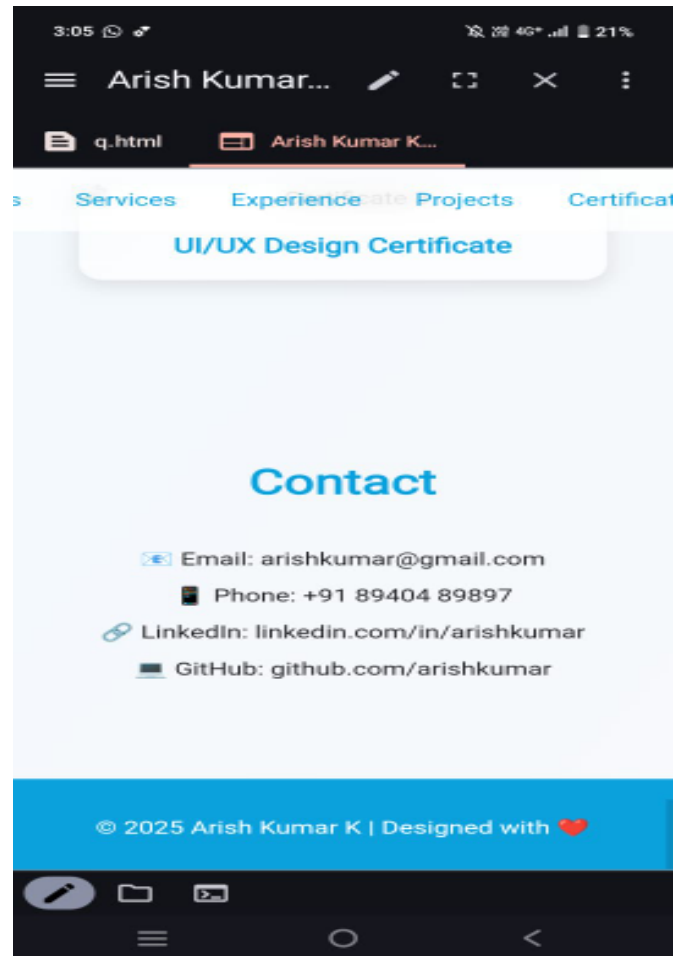 3:05 4G+ 21%
Arish Kumar...
q.html Arish Kumar K...
s Services Experience Projects Certificat
UI/UX Design Certificate
Contact
📧 Email: arishkumar@gmail.com
📱 Phone: +91 89404 89897
🔗 LinkedIn: linkedin.com/in/arishkumar
💻 GitHub: github.com/arishkumar
© 2025 Arish Kumar K | Designed with ❤️